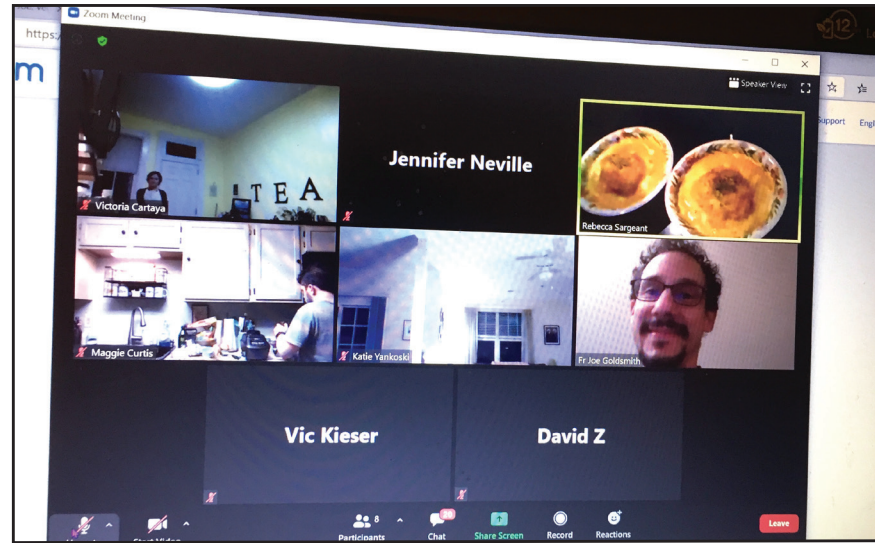 Zoom Meeting
12
https:
m
Speaker View
Support
TEA
Victoria Cartaya
Jennifer Neville
Rebecca Sargeant
Maggie Curtis
Katie Yankoski
Fr Joe Goldsmith
Vic Kieser
David Z
8
Participants
20
Chat
Share Screen
Record
Reactions
Leave